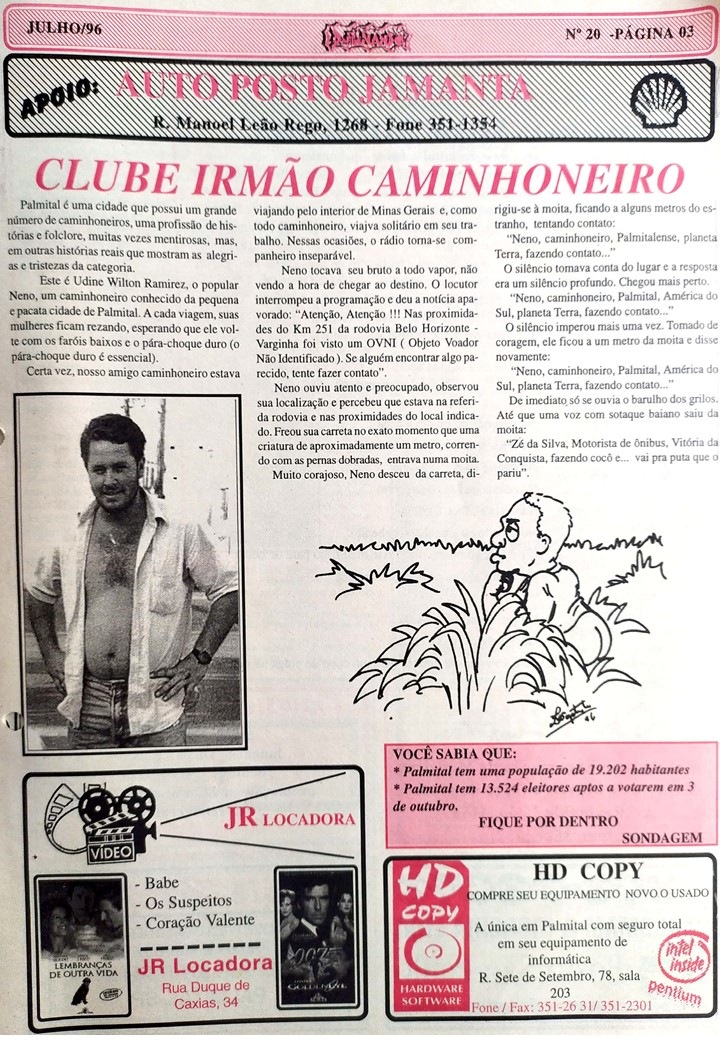 JULHO/96
Nº 20 -PÁGINA 03
APOIO:
AUTO POSTO JAMANTA
R. Manoel Leão Rego, 1268 - Fone 351-1354
CLUBE IRMÃO CAMINHONEIRO
Palmital é uma cidade que possui um grande
número de caminhoneiros, uma profissão de his-
tórias e folclore, muitas vezes mentirosas, mas,
em outras histórias reais que mostram as alegri-
as e tristezas da categoria.
Este é Udine Wilton Ramirez, o popular
Neno, um caminhoneiro conhecido da pequena
e pacata cidade de Palmital. A cada viagem, suas
mulheres ficam rezando, esperando que ele vol-
te com os faróis baixos e o pára-choque duro (o
pára-choque duro é essencial).
Certa vez, nosso amigo caminhoneiro estava
viajando pelo interior de Minas Gerais e, como
todo caminhoneiro, viajva solitário em seu tra-
balho. Nessas ocasiões, o rádio torna-se com-
panheiro inseparável.
Neno tocava seu bruto a todo vapor, não
vendo a hora de chegar ao destino. O locutor
interrompeu a programação e deu a notícia apa-
vorado: “Atenção, Atenção !!! Nas proximida-
des do Km 251 da rodovia Belo Horizonte -
Varginha foi visto um OVNI ( Objeto Voador
Não Identificado ). Se alguém encontrar algo pa-
recido, tente fazer contato”.
Neno ouviu atento e preocupado, observou
sua localização e percebeu que estava na referi-
da rodovia e nas proximidades do local indica-
do. Freou sua carreta no exato momento que uma
criatura de aproximadamente um metro, corren-
do com as pernas dobradas, entrava numa moita.
Muito corajoso, Neno desceu da carreta, di-
rigiu-se à moita, ficando a alguns metros do es-
tranho, tentando contato:
“Neno, caminhoneiro, Palmitalense, planeta
Terra, fazendo contato...”
O silêncio tomava conta do lugar e a resposta
era um silêncio profundo. Chegou mais perto.
“Neno, caminhoneiro, Palmital, América do
Sul, planeta Terra, fazendo contato...”
O silêncio imperou mais uma vez. Tomado de
coragem, ele ficou a um metro da moita e disse
novamente:
“Neno, caminhoneiro, Palmital, América do
Sul, planeta Terra, fazendo contato...”
De imediato só se ouvia o barulho dos grilos.
Até que uma voz com sotaque baiano saiu da
moita:
“Zé da Silva, Motorista de ônibus, Vitória da
Conquista, fazendo cocô e... vai pra puta que o
pariu”.
96
VOCÊ SABIA QUE:
* Palmital tem uma população de 19.202 habitantes
* Palmital tem 13.524 eleitores aptos a votarem em 3
de outubro.
FIQUE POR DENTRO
SONDAGEM
JR LOCADORA
VÍDEO
- Babe
- Os Suspeitos
- Coração Valente
LEMBRANÇAS
DE OUTRA VIDA
007
GOLDENEYE
JR Locadora
Rua Duque de
Caxias, 34
HD
COPY
HARDWARE
SOFTWARE
HD COPY
COMPRE SEU EQUIPAMENTO NOVO O USADO
A única em Palmital com seguro total
em seu equipamento de
informática
R. Sete de Setembro, 78, sala
203
Fone / Fax: 351-26 31/ 351-2301
intel
inside
pentium